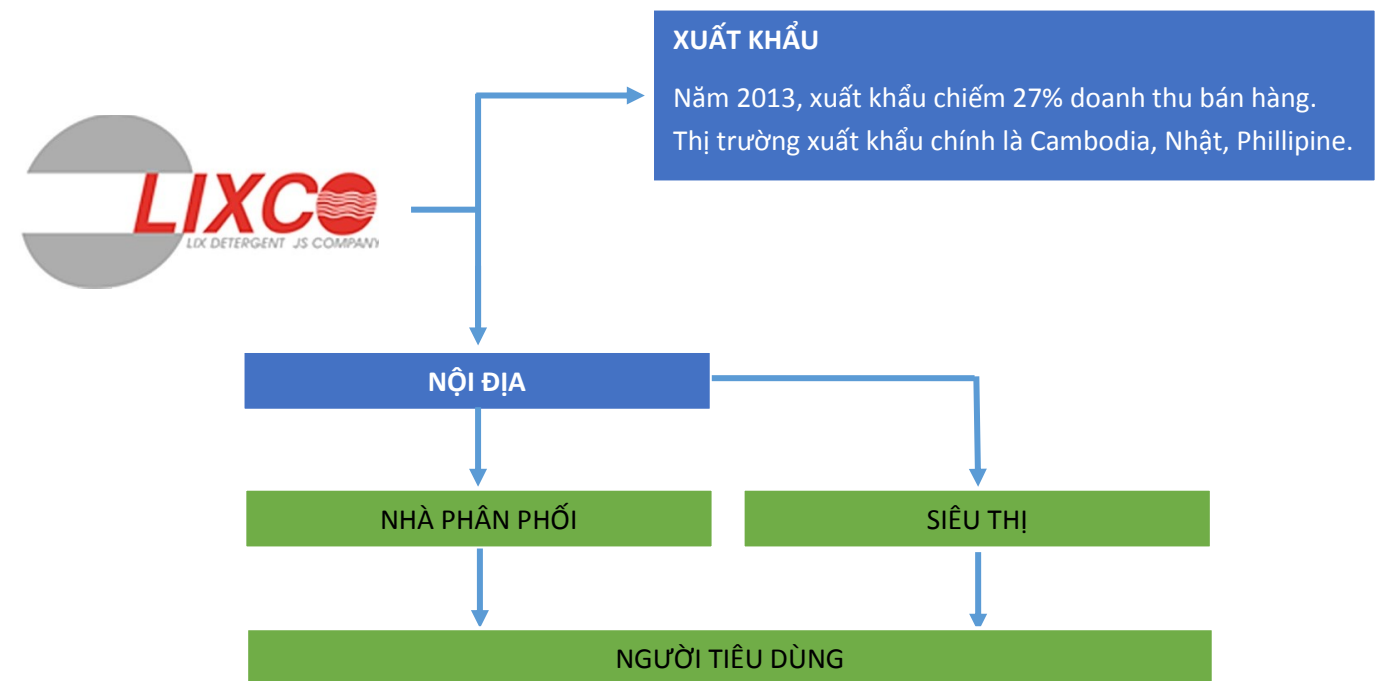 XUẤT KHẨU
Năm 2013, xuất khẩu chiếm 27% doanh thu bán hàng.
Thị trường xuất khẩu chính là Cambodia, Nhật, Phillipine.
LIXCO
LIX DETERGENT JS COMPANY
NỘI ĐỊA
NHÀ PHÂN PHỐI
SIÊU THỊ
NGƯỜI TIÊU DÙNG